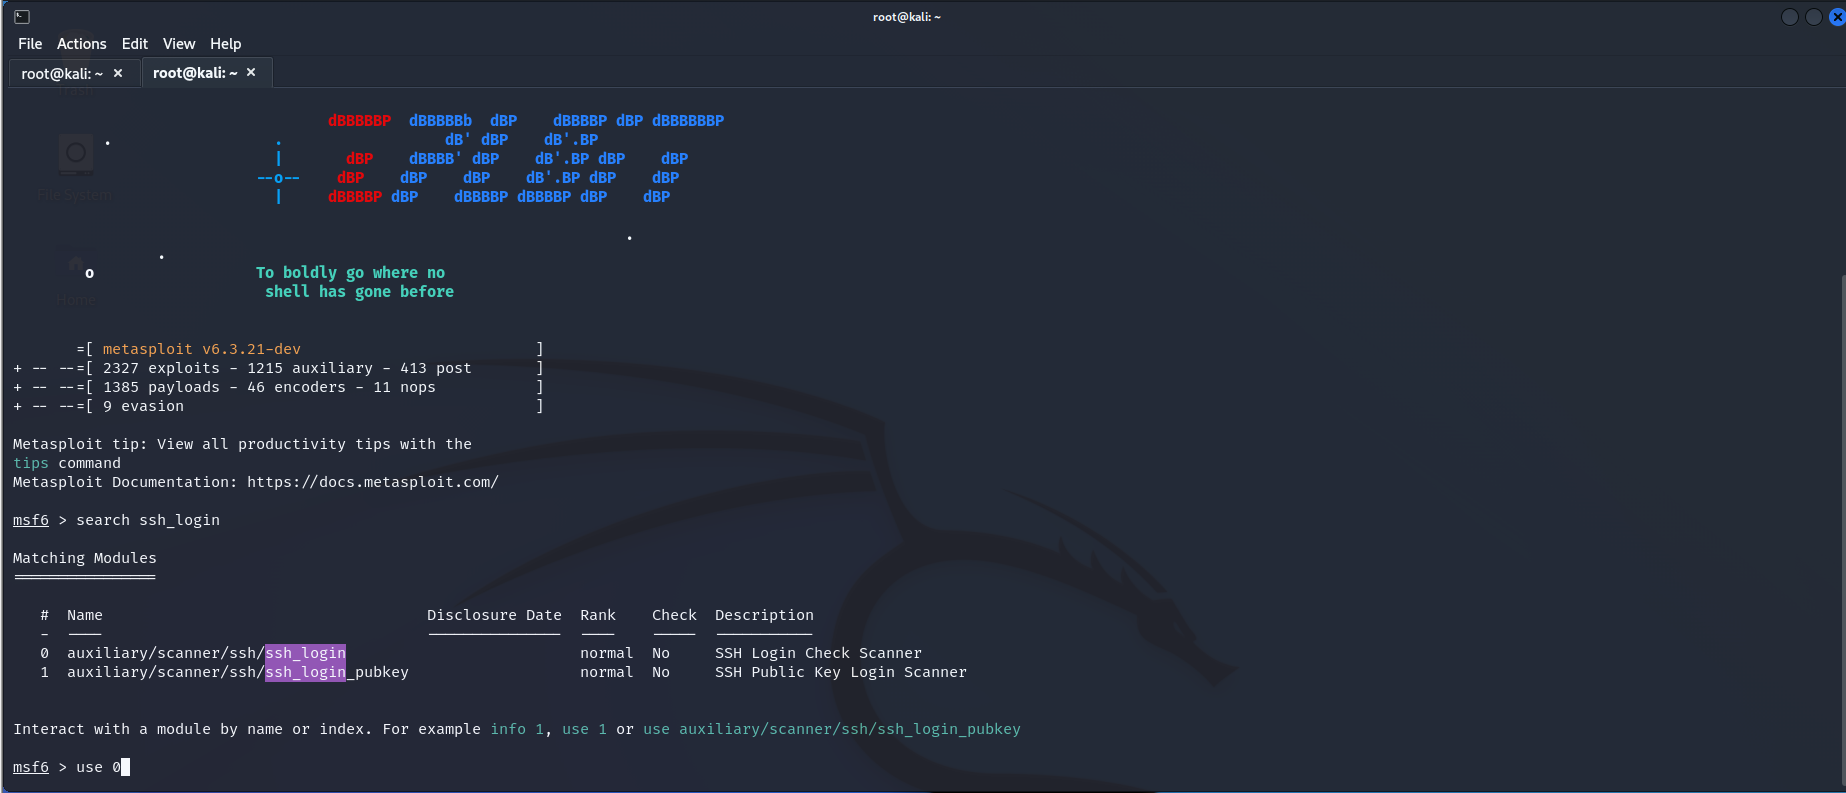 root@kali: ~
File Actions Edit View Help
root@kali: ~ × root@kali: ~ ×
Trash
dBBBBBBP dBBBBBb dBP dBBBBP dBP dBBBBBBP
. . dB' dBP dB'.BP
| dBP dBBBB' dBP dB'.BP dBP dBP
--o-- dBP dBP dBP dB'.BP dBP dBP
| dBBBBP dBP dBBBBP dBBBBP dBP dBP
File System
.
.
o To boldly go where no
shell has gone before
Home
=[ metasploit v6.3.21-dev ]
+ -- --=[ 2327 exploits - 1215 auxiliary - 413 post ]
+ -- --=[ 1385 payloads - 46 encoders - 11 nops ]
+ -- --=[ 9 evasion ]
Metasploit tip: View all productivity tips with the
tips command
Metasploit Documentation: https://docs.metasploit.com/
msf6 > search ssh_login
Matching Modules
================
# Name Disclosure Date Rank Check Description
- ---- --------------- ---- ----- -----------
0 auxiliary/scanner/ssh/ssh_login normal No SSH Login Check Scanner
1 auxiliary/scanner/ssh/ssh_login_pubkey normal No SSH Public Key Login Scanner
Interact with a module by name or index. For example info 1, use 1 or use auxiliary/scanner/ssh/ssh_login_pubkey
msf6 > use 0